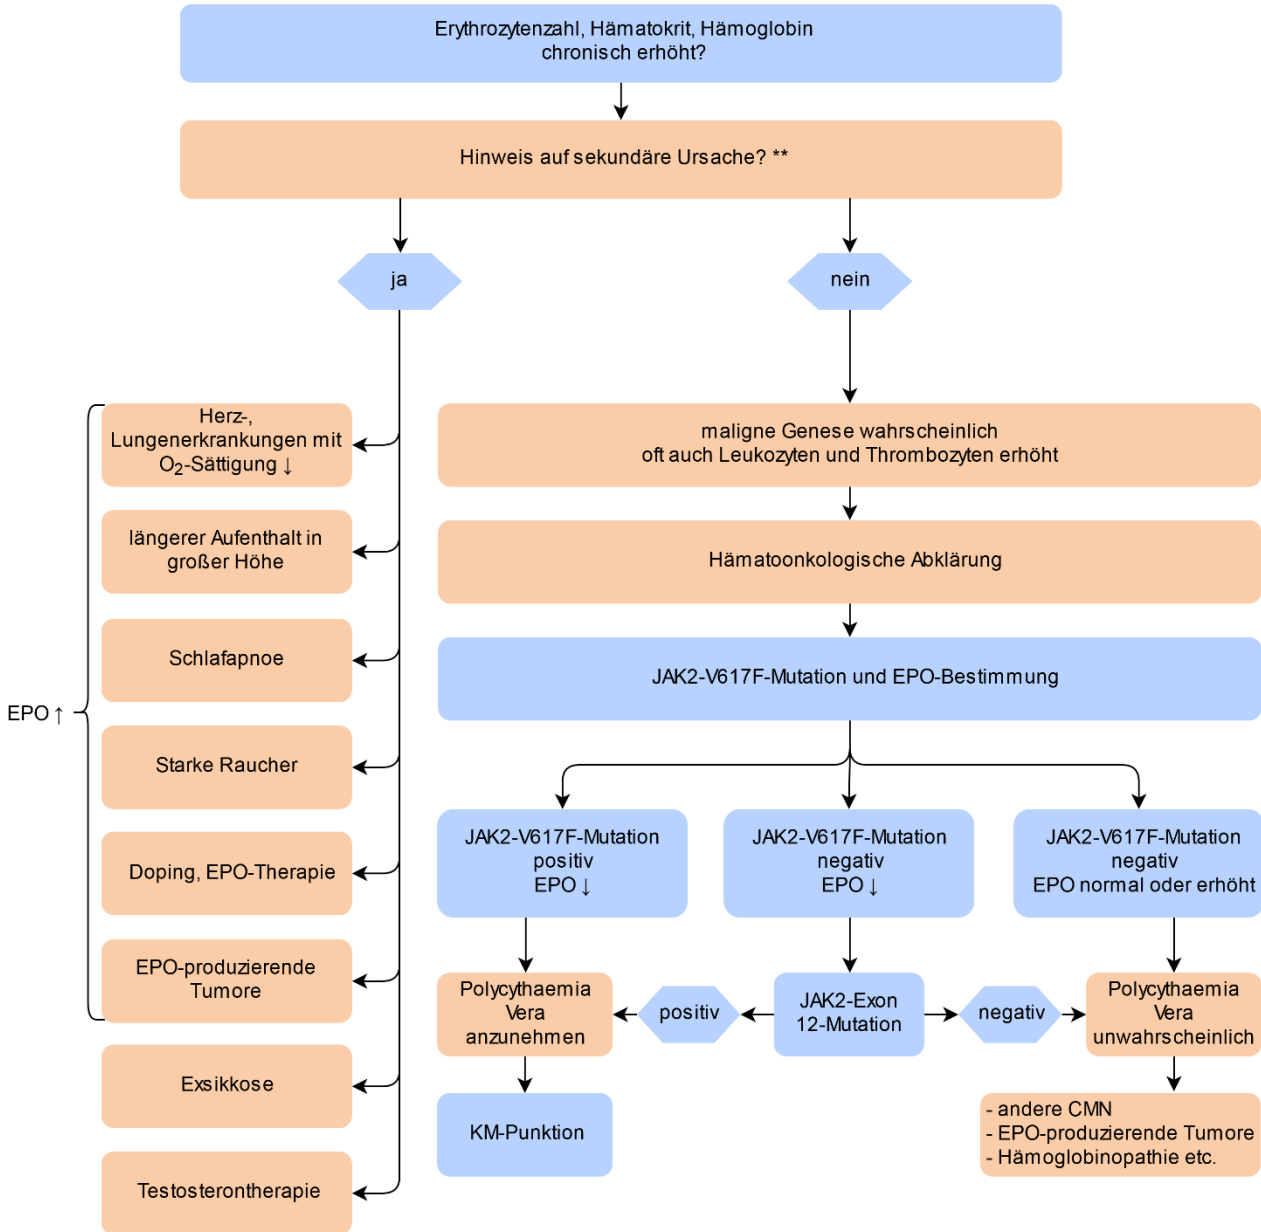 Erythrozytenzahl, Hämatokrit, Hämoglobin
chronisch erhöht?
Hinweis auf sekundäre Ursache? **
ja
nein
Herz-,
Lungenerkrankungen mit
O₂-Sättigung ↓
längerer Aufenthalt in
großer Höhe
Schlafapnoe
EPO ↑
Starke Raucher
Doping, EPO-Therapie
EPO-produzierende
Tumore
Exsikkose
Testosterontherapie
maligne Genese wahrscheinlich
oft auch Leukozyten und Thrombozyten erhöht
Hämatoonkologische Abklärung
JAK2-V617F-Mutation und EPO-Bestimmung
JAK2-V617F-Mutation
positiv
EPO ↓
JAK2-V617F-Mutation
negativ
EPO ↓
JAK2-V617F-Mutation
negativ
EPO normal oder erhöht
Polycythaemia
Vera
anzunehmen
positiv
JAK2-Exon
12-Mutation
negativ
Polycythaemia
Vera
unwahrscheinlich
KM-Punktion
- andere CMN
- EPO-produzierende Tumore
- Hämoglobinopathie etc.